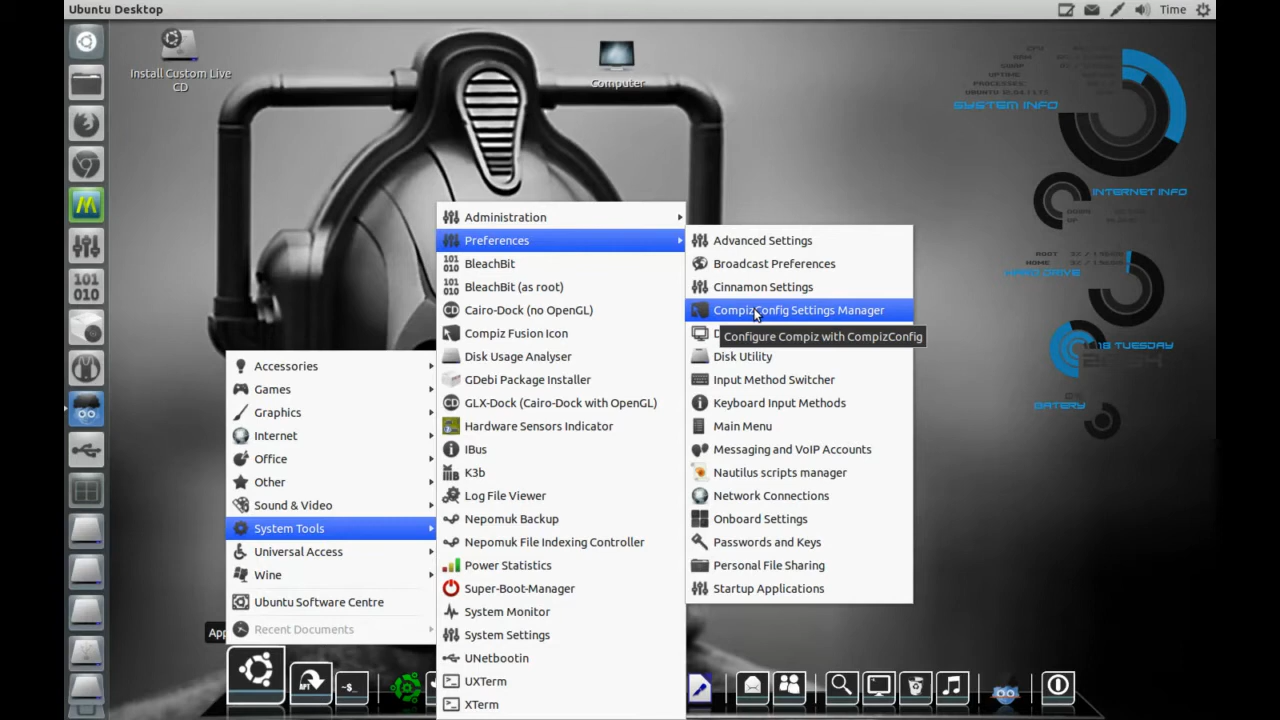 Ubuntu Desktop
Time
Install Custom Live
CD
Computer
SYSTEM INFO
INTERNET INFO
ROOT
HOME
HARD DRIVE
18 TUESDAY
BATERY
Administration
Preferences
BleachBit
BleachBit (as root)
Cairo-Dock (no OpenGL)
Compiz Fusion Icon
Disk Usage Analyser
GDebi Package Installer
GLX-Dock (Cairo-Dock with OpenGL)
Hardware Sensors Indicator
IBus
K3b
Log File Viewer
Nepomuk Backup
Nepomuk File Indexing Controller
Power Statistics
Super-Boot-Manager
System Monitor
System Settings
UNetbootin
UXTerm
XTerm
Advanced Settings
Broadcast Preferences
Cinnamon Settings
CompizConfig Settings Manager
Configure Compiz with CompizConfig
Disk Utility
Input Method Switcher
Keyboard Input Methods
Main Menu
Messaging and VoIP Accounts
Nautilus scripts manager
Network Connections
Onboard Settings
Passwords and Keys
Personal File Sharing
Startup Applications
Accessories
Games
Graphics
Internet
Office
Other
Sound & Video
System Tools
Universal Access
Wine
Ubuntu Software Centre
Recent Documents
App